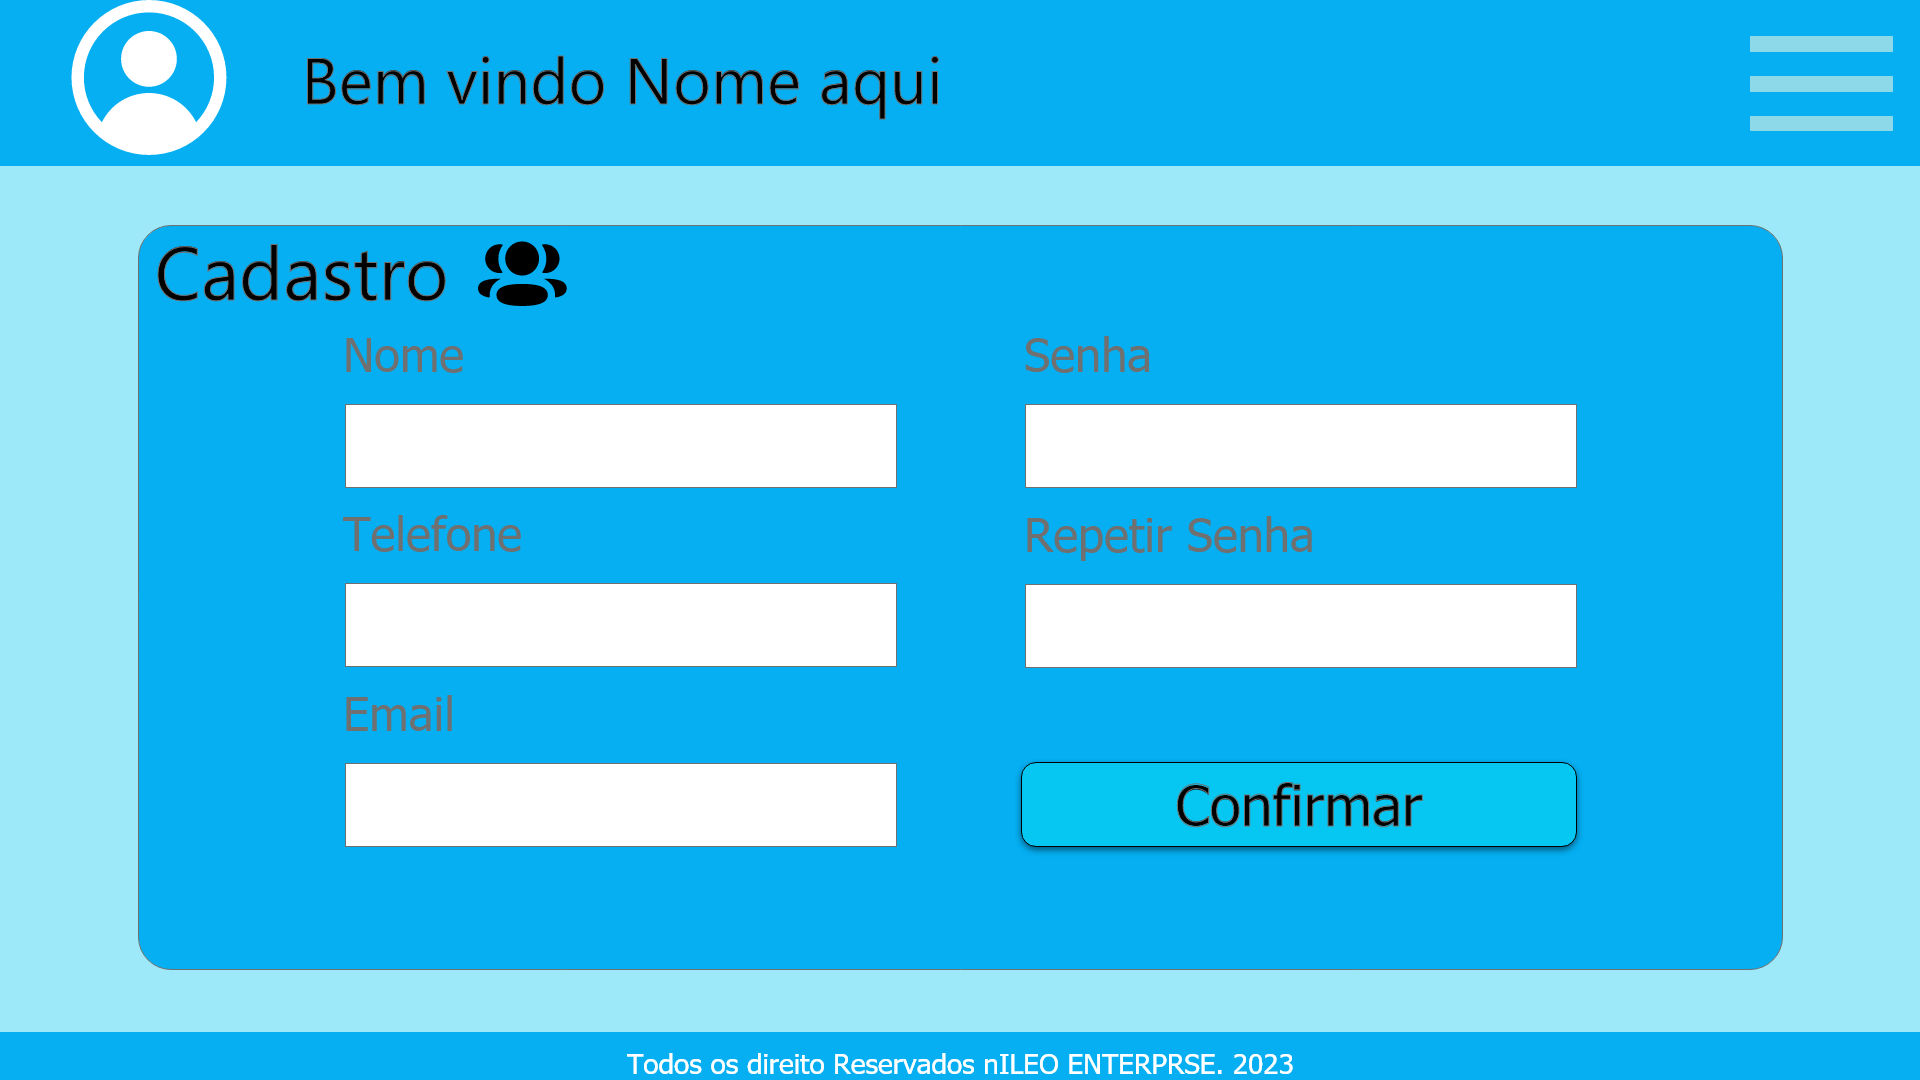 Bem vindo Nome aqui
Cadastro
Nome
Senha
Telefone
Repetir Senha
Email
Confirmar
Todos os direito Reservados nILEO ENTERPRSE. 2023